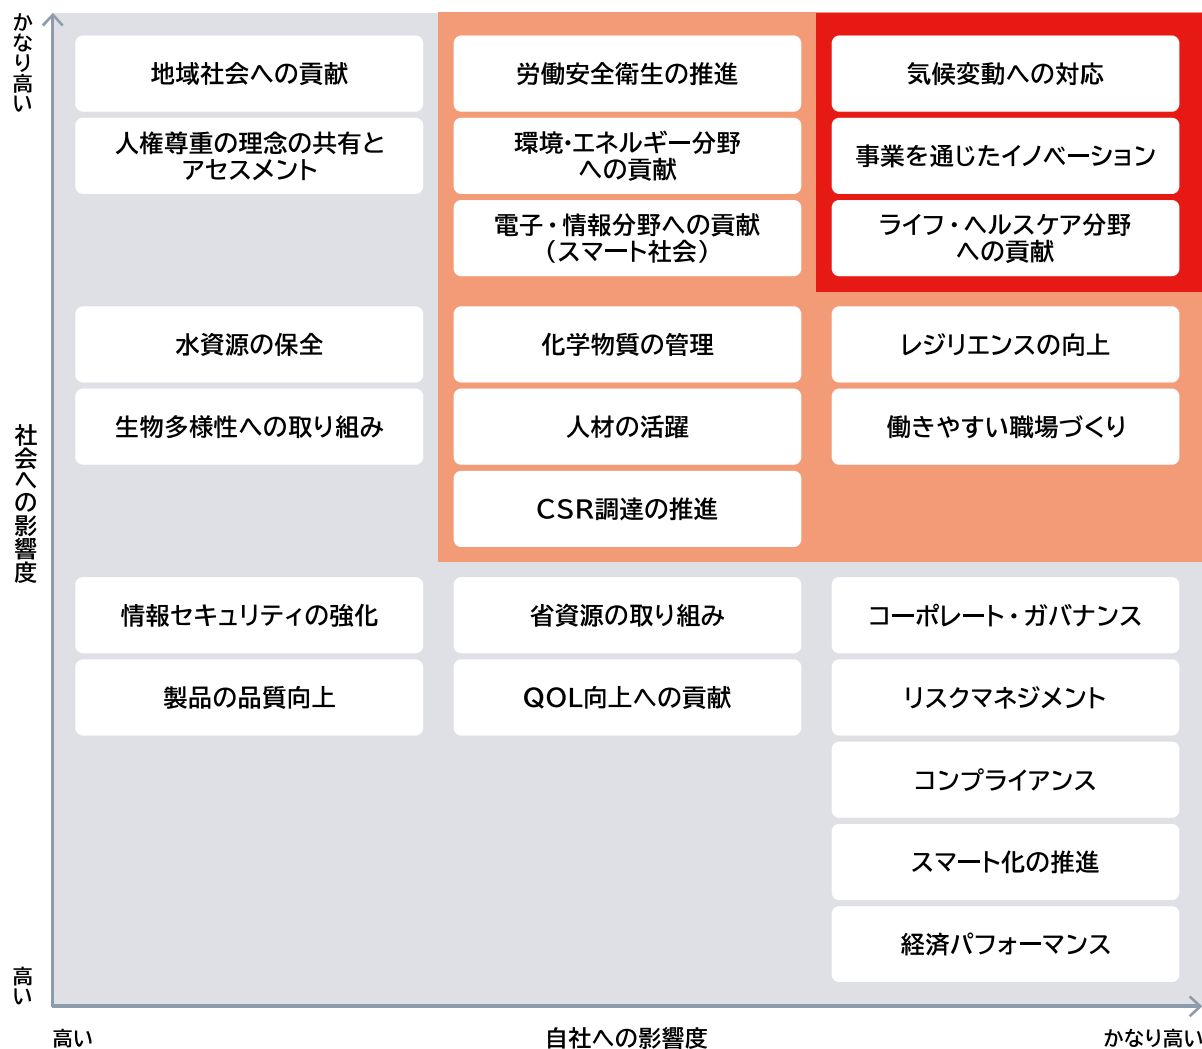 かなり高い
地域社会への貢献
労働安全衛生の推進
気候変動への対応
人権尊重の理念の共有と
アセスメント
環境・エネルギー分野
への貢献
事業を通じたイノベーション
電子・情報分野への貢献
（スマート社会）
ライフ・ヘルスケア分野
への貢献
水資源の保全
化学物質の管理
レジリエンスの向上
生物多様性への取り組み
人材の活躍
働きやすい職場づくり
CSR調達の推進
社会への影響度
情報セキュリティの強化
省資源の取り組み
コーポレート・ガバナンス
製品の品質向上
QOL向上への貢献
リスクマネジメント
コンプライアンス
スマート化の推進
経済パフォーマンス
高い
高い
自社への影響度
かなり高い